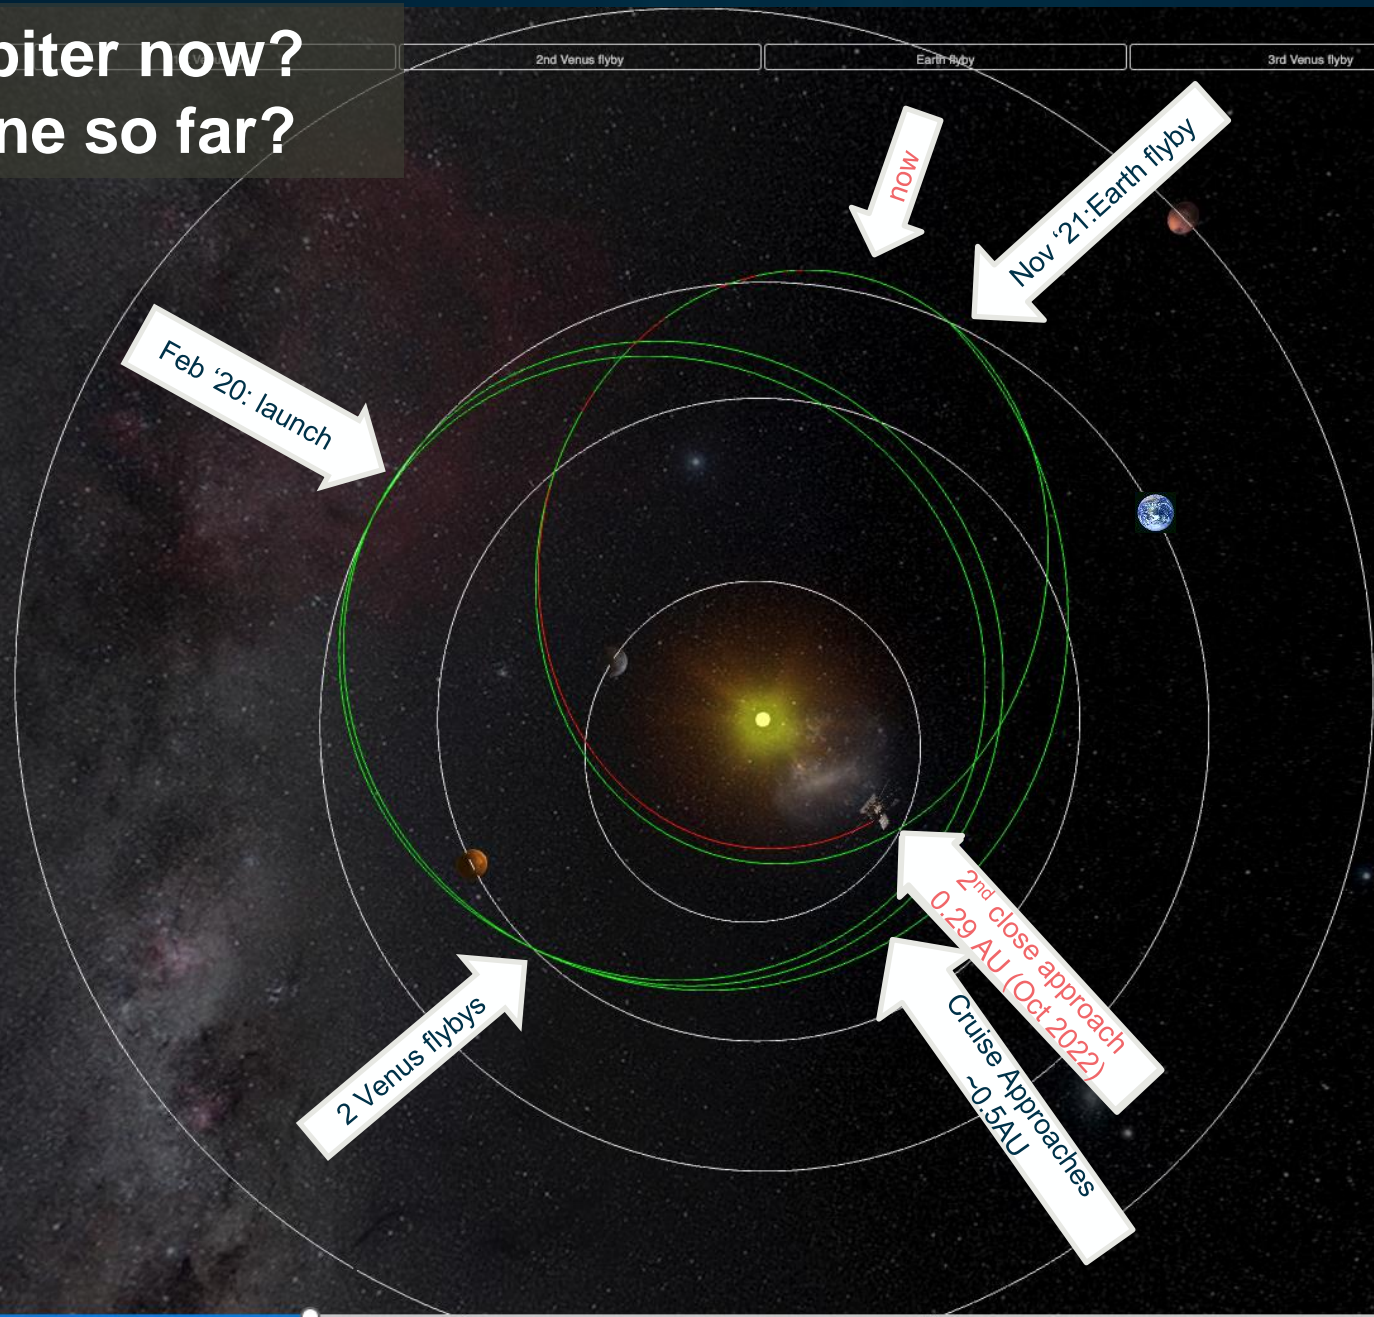 piter now?
ne so far?
2nd Venus flyby
Earth flyby
3rd Venus flyby
now
Nov ‘21:Earth flyby
Feb ‘20: launch
2nd close approach
0.29 AU (Oct 2022)
Cruise Approaches
~0.5AU
2 Venus flybys